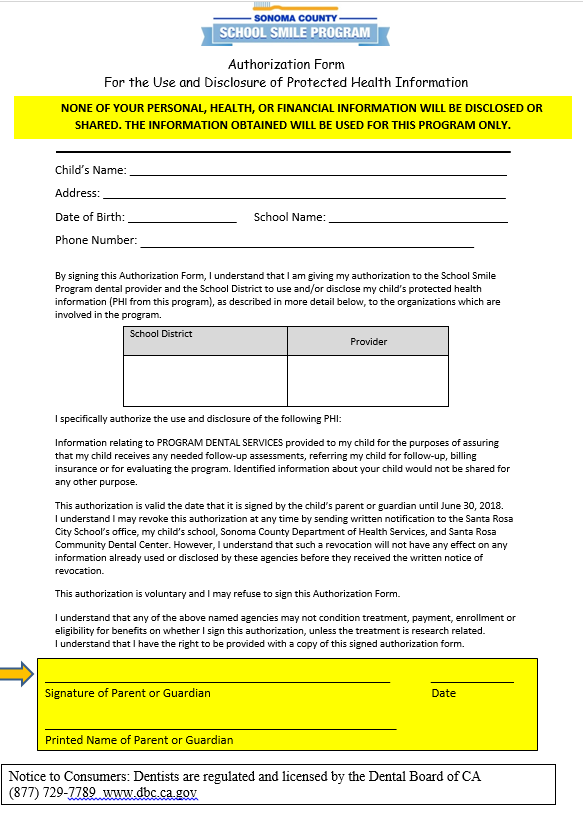 SONOMA COUNTY
SCHOOL SMILE PROGRAM
Authorization Form
For the Use and Disclosure of Protected Health Information
NONE OF YOUR PERSONAL, HEALTH, OR FINANCIAL INFORMATION WILL BE DISCLOSED OR
SHARED. THE INFORMATION OBTAINED WILL BE USED FOR THIS PROGRAM ONLY.
Child's Name:
Address:
Date of Birth: School Name:
Phone Number:
By signing this Authorization Form, I understand that I am giving my authorization to the School Smile
Program dental provider and the School District to use and/or disclose my child's protected health
information (PHI from this program), as described in more detail below, to the organizations which are
involved in the program.
School District Provider
I specifically authorize the use and disclosure of the following PHI:
Information relating to PROGRAM DENTAL SERVICES provided to my child for the purposes of assuring
that my child receives any needed follow-up assessments, referring my child for follow-up, billing
insurance or for evaluating the program. Identified information about your child would not be shared for
any other purpose.
This authorization is valid the date that it is signed by the child's parent or guardian until June 30, 2018.
I understand I may revoke this authorization at any time by sending written notification to the Santa Rosa
City School's office, my child's school, Sonoma County Department of Health Services, and Santa Rosa
Community Dental Center. However, I understand that such a revocation will not have any effect on any
information already used or disclosed by these agencies before they received the written notice of
revocation.
This authorization is voluntary and I may refuse to sign this Authorization Form.
I understand that any of the above named agencies may not condition treatment, payment, enrollment or
eligibility for benefits on whether I sign this authorization, unless the treatment is research related.
I understand that I have the right to be provided with a copy of this signed authorization form.
Signature of Parent or Guardian Date
Printed Name of Parent or Guardian
Notice to Consumers: Dentists are regulated and licensed by the Dental Board of CA
(877) 729-7789 www.dbc.ca.gov